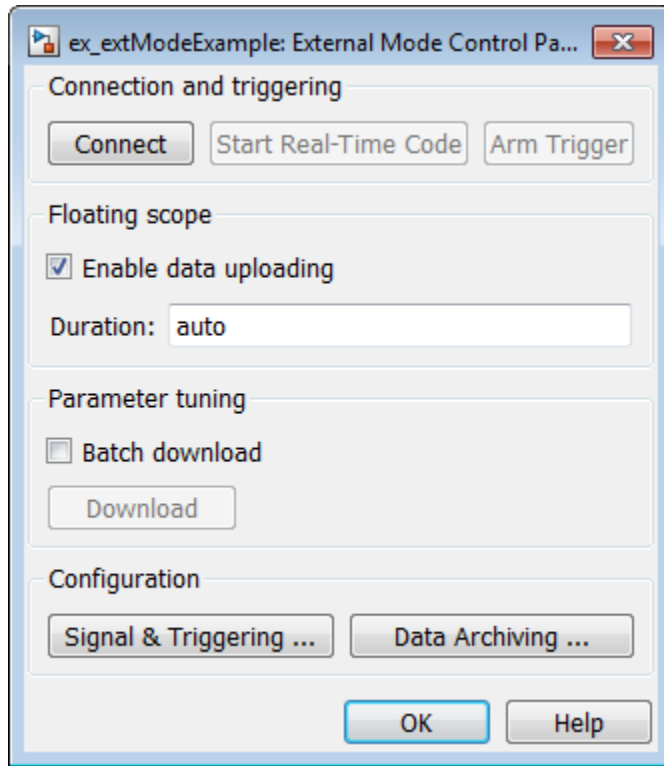 ex_extModeExample: External Mode Control Pa...
Connection and triggering
Connect Start Real-Time Code Arm Trigger
Floating scope
Enable data uploading
Duration: auto
Parameter tuning
Batch download
Download
Configuration
Signal & Triggering ... Data Archiving ...
OK Help